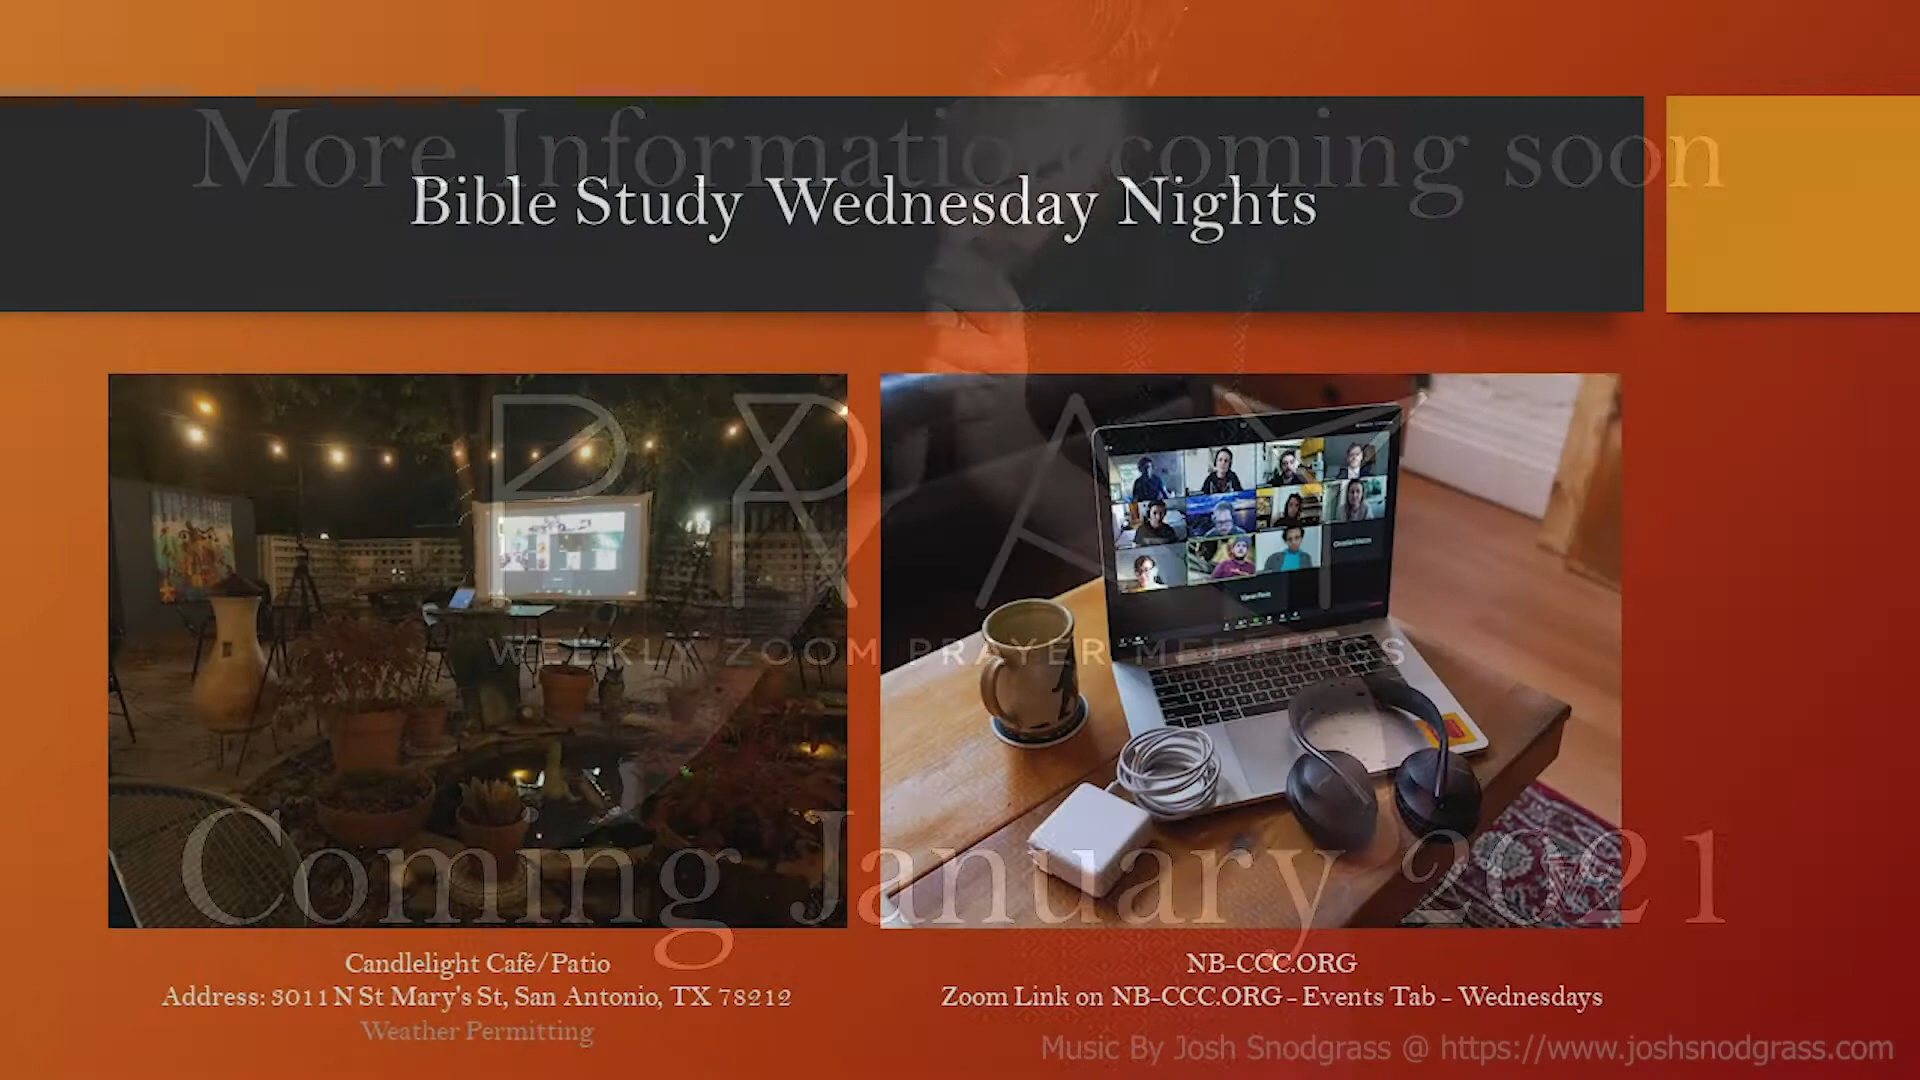 More Information coming soon
Bible Study Wednesday Nights
PRAY
WEEKLY ZOOM PRAYER MEETINGS
Coming January 2021
Candlelight Café/Patio
Address: 3011 N St Mary's St, San Antonio, TX 78212
Weather Permitting
NB-CCC.ORG
Zoom Link on NB-CCC.ORG - Events Tab - Wednesdays
Music By Josh Snodgrass @ https://www.joshsnodgrass.com